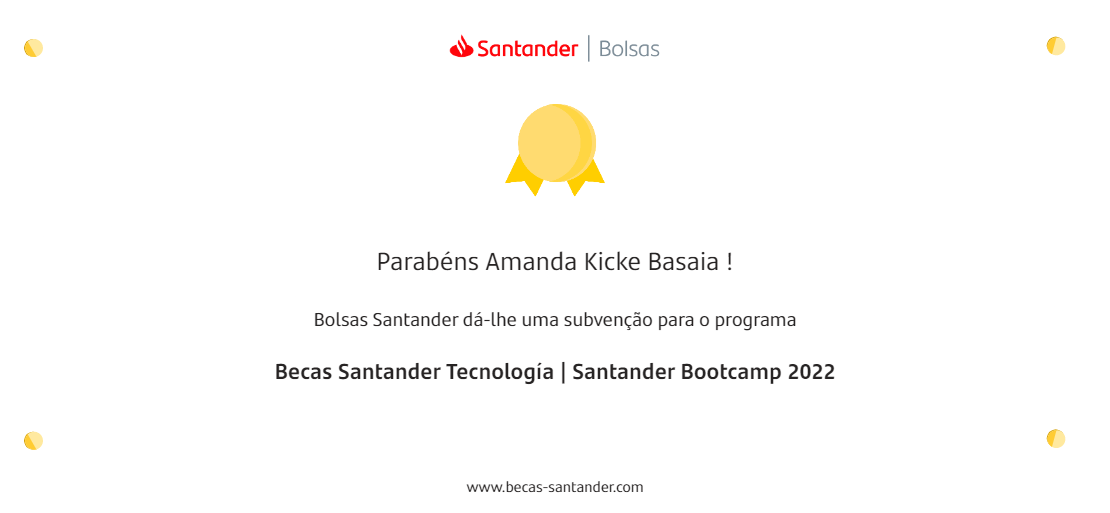 Santander | Bolsas
Parabéns Amanda Kicke Basaia !
Bolsas Santander dá-lhe uma subvenção para o programa
Becas Santander Tecnología | Santander Bootcamp 2022
www.becas-santander.com